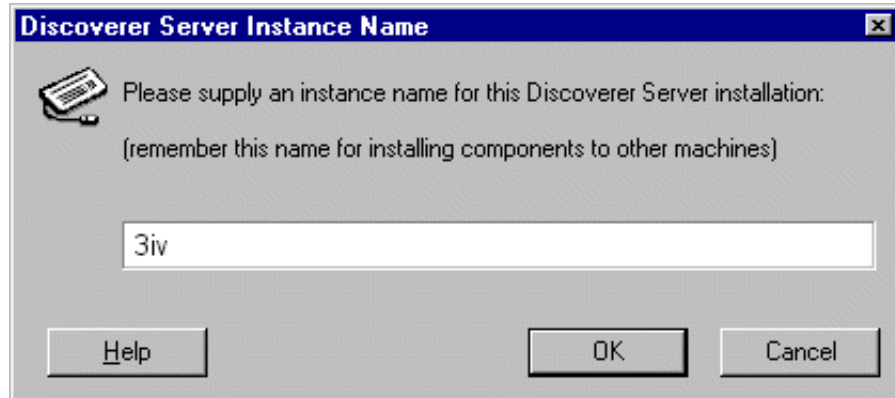 Discoverer Server Instance Name
Please supply an instance name for this Discoverer Server installation:
(remember this name for installing components to other machines)
3iv
Help
OK
Cancel